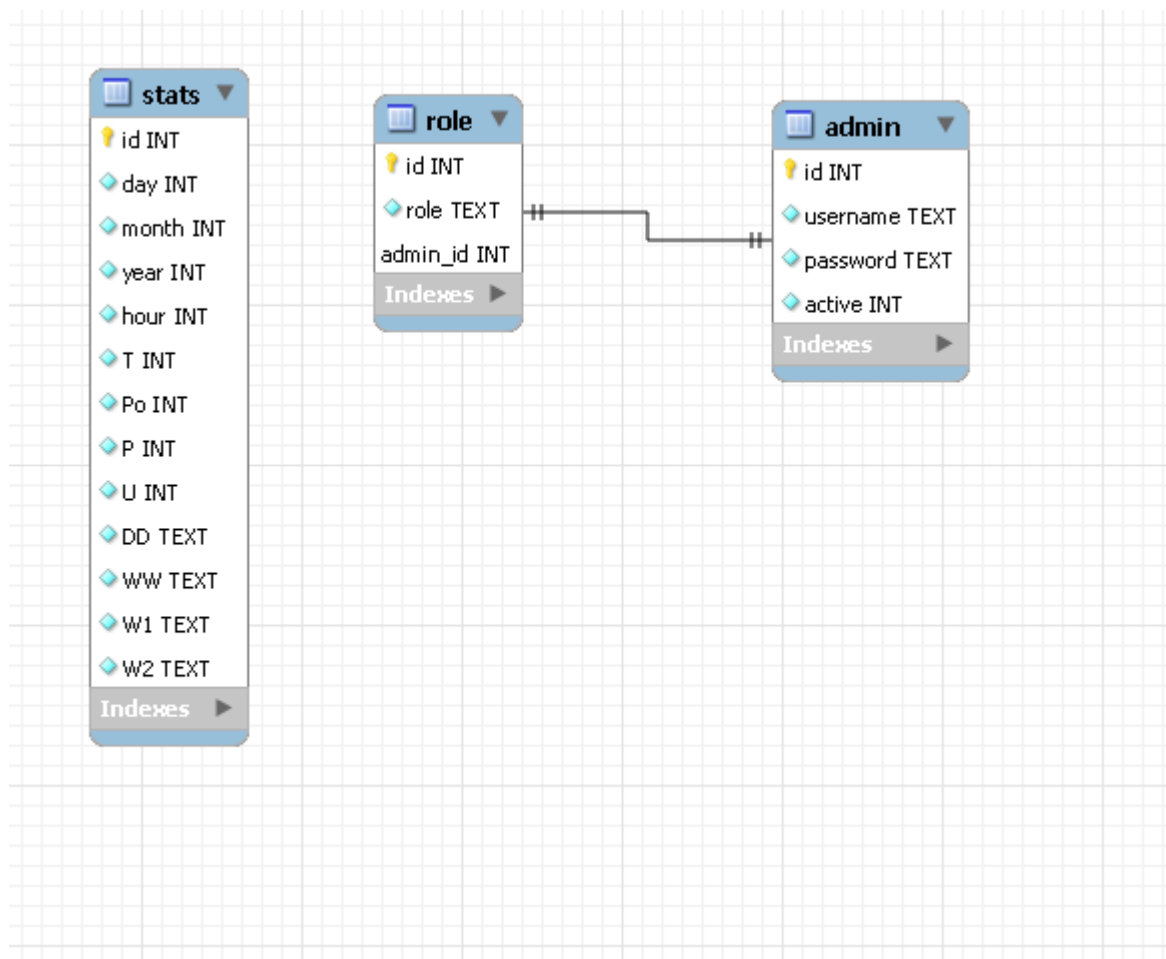 stats
id INT
day INT
month INT
year INT
hour INT
T INT
Po INT
P INT
U INT
DD TEXT
WW TEXT
W1 TEXT
W2 TEXT
Indexes
role
id INT
role TEXT
admin_id INT
Indexes
admin
id INT
username TEXT
password TEXT
active INT
Indexes